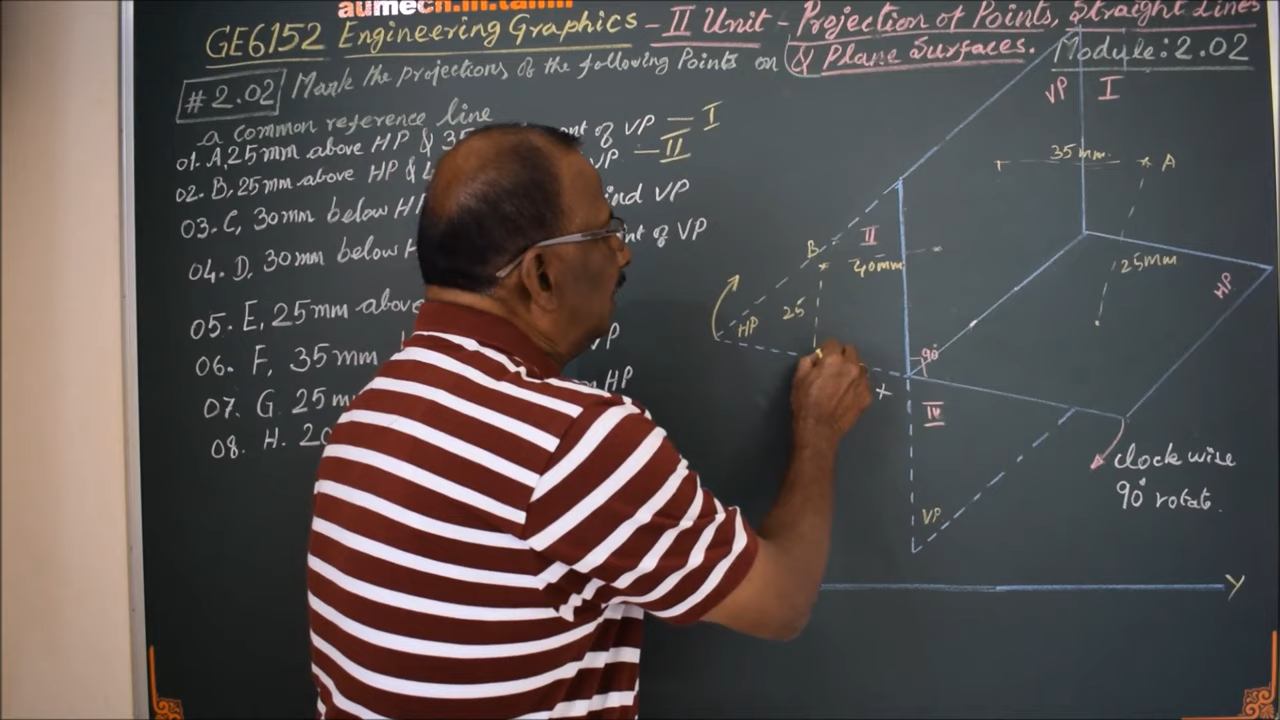 aumech.in.tamil
GE6152 Engineering Graphics - II Unit - Projection of Points, Straight Lines
& Plane Surfaces. Module: 2.02
# 2.02 Mark the projections of the following Points on
a common reference line
01. A, 25mm above HP & 35 of VP — I
02. B, 25mm above HP & VP — II
03. C, 30mm below HP VP
04. D, 30mm below of VP
05. E, 25mm above
06. F, 35mm VP
07. G 25m HP
08. H. 20
VP I
35mm. A
B II
40mm
25mm
HP
HP 25
90°
X
IV
clock wise
90° rotate.
VP
Y